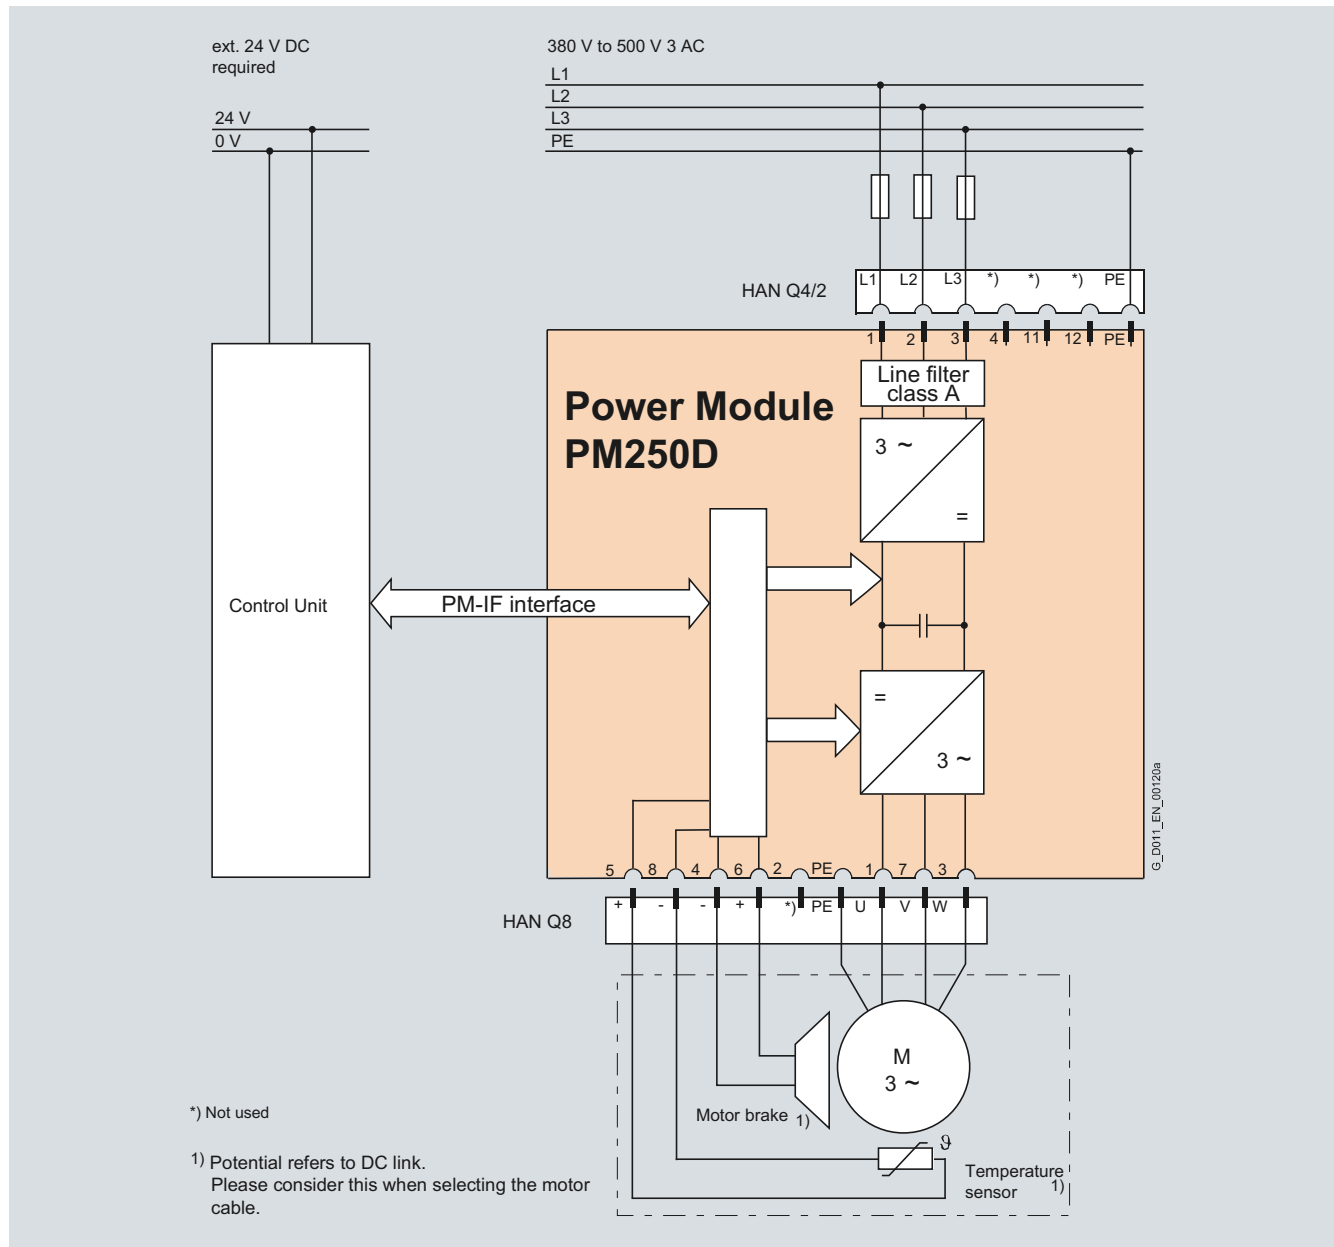 ext. 24 V DC
required
380 V to 500 V 3 AC
L1
L2
L3
PE
24 V
0 V
HAN Q4/2
L1 L2 L3 *) *) *) PE
1 2 3 4 11 12 PE
Line filter
class A
Power Module
PM250D
3 ~
=
Control Unit
PM-IF interface
=
3 ~
G_D011_EN_00120a
5 8 4 6 2 PE 1 7 3
+ - - + *) PE U V W
HAN Q8
M
3 ~
Motor brake 1)
ϑ
Temperature
sensor 1)
*) Not used
1) Potential refers to DC link.
Please consider this when selecting the motor
cable.